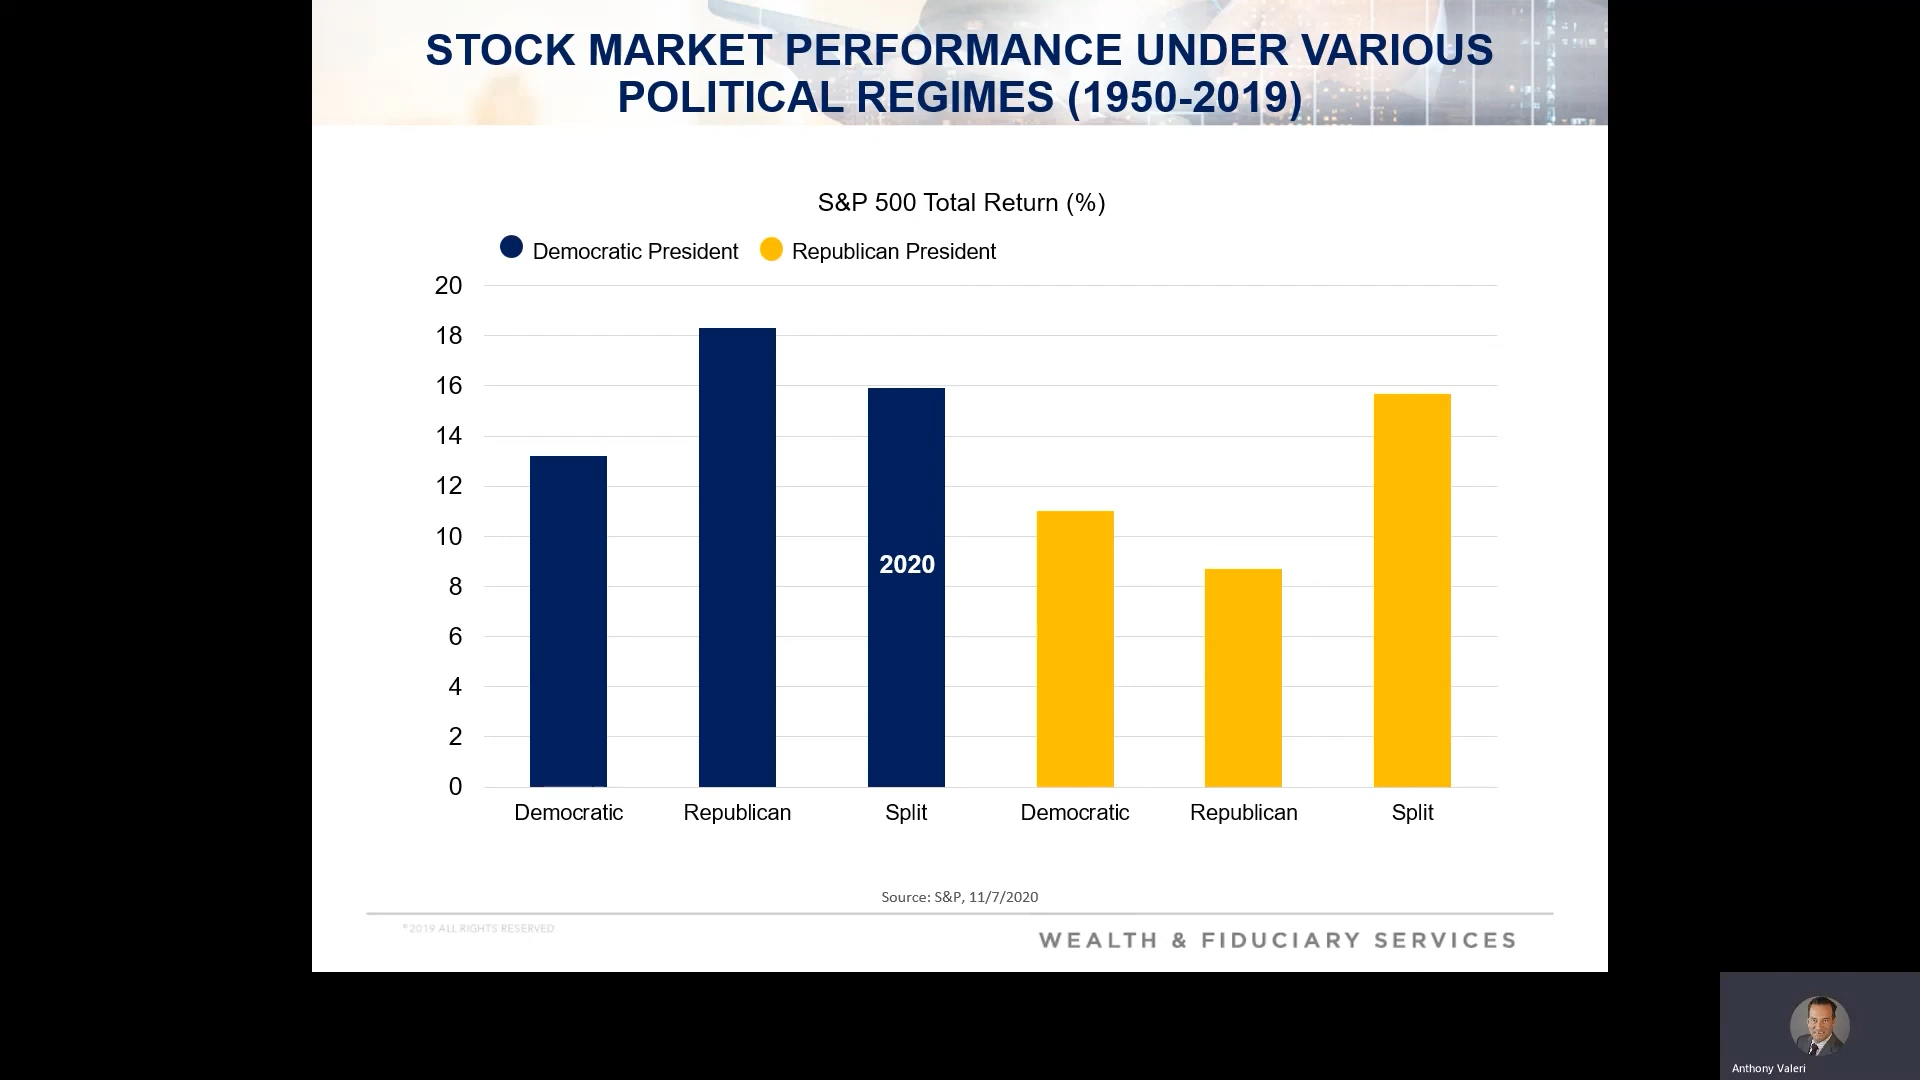 STOCK MARKET PERFORMANCE UNDER VARIOUS
POLITICAL REGIMES (1950-2019)
S&P 500 Total Return (%)
Democratic President
Republican President
20
18
16
14
12
10
8
6
4
2
0
2020
Democratic
Republican
Split
Democratic
Republican
Split
Source: S&P, 11/7/2020
©2019 ALL RIGHTS RESERVED
WEALTH & FIDUCIARY SERVICES
Anthony Valeri